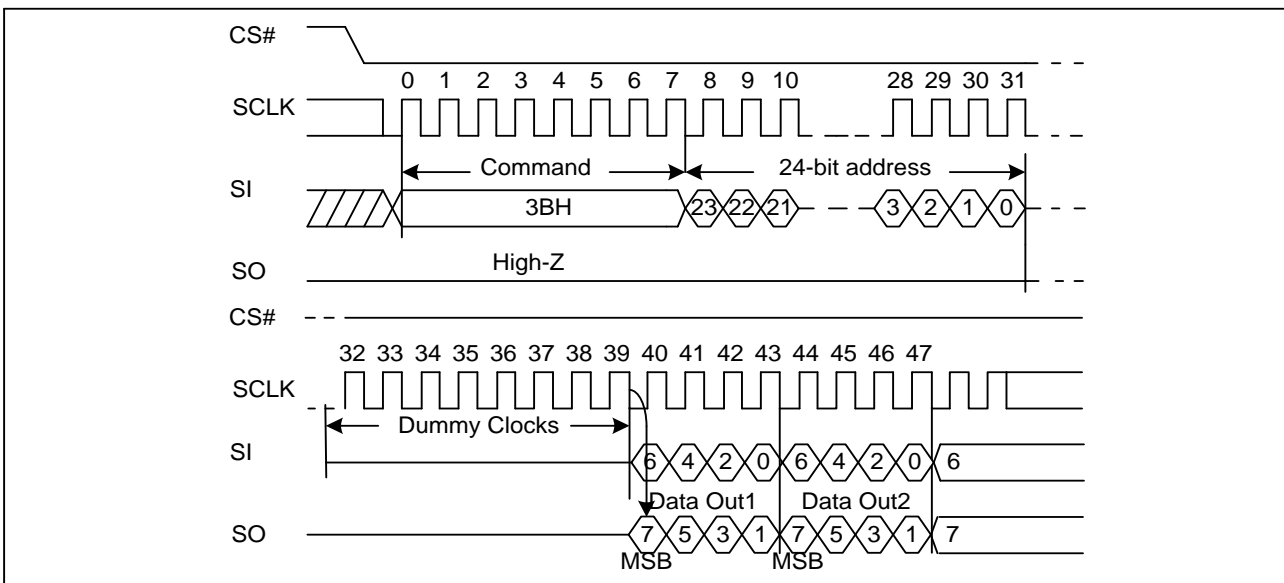 CS#
0 1 2 3 4 5 6 7 8 9 10 28 29 30 31
SCLK
Command 24-bit address
SI
3BH 23 22 21 3 2 1 0
High-Z
SO
CS#
32 33 34 35 36 37 38 39 40 41 42 43 44 45 46 47
SCLK
Dummy Clocks
SI 6 4 2 0 6 4 2 0 6
Data Out1 Data Out2
SO 7 5 3 1 7 5 3 1 7
MSB MSB